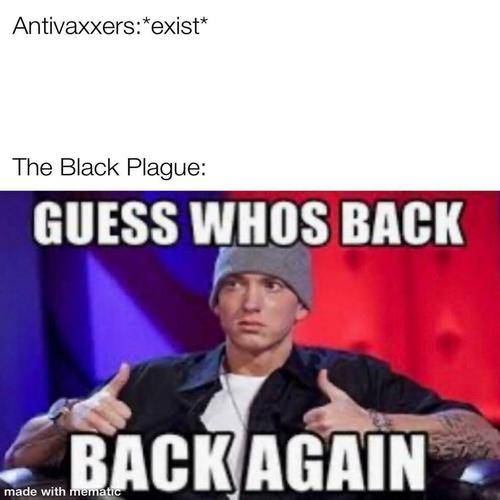 Antivaxxers:*exist*
The Black Plague:
GUESS WHOS BACK
BACK AGAIN
made with mematic